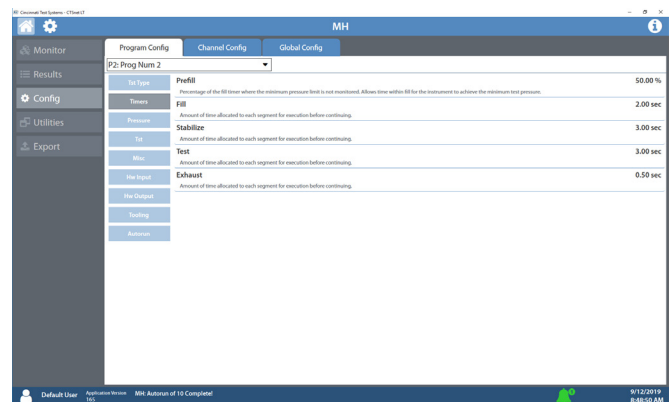 Cincinnati Test Systems - CTSnet LT
MH
Monitor
Results
Config
Utilities
Export
Program Config
Channel Config
Global Config
P2: Prog Num 2
Tst Type
Timers
Pressure
Tst
Misc
Hw Input
Hw Output
Tooling
Autorun
Prefill 50.00 %
Percentage of the fill timer where the minimum pressure limit is not monitored. Allows time within fill for the instrument to achieve the minimum test pressure.
Fill 2.00 sec
Amount of time allocated to each segment for execution before continuing.
Stabilize 3.00 sec
Amount of time allocated to each segment for execution before continuing.
Test 3.00 sec
Amount of time allocated to each segment for execution before continuing.
Exhaust 0.50 sec
Amount of time allocated to each segment for execution before continuing.
Default User
Application Version
165
MH: Autorun of 10 Complete!
0
9/12/2019
8:48:50 AM